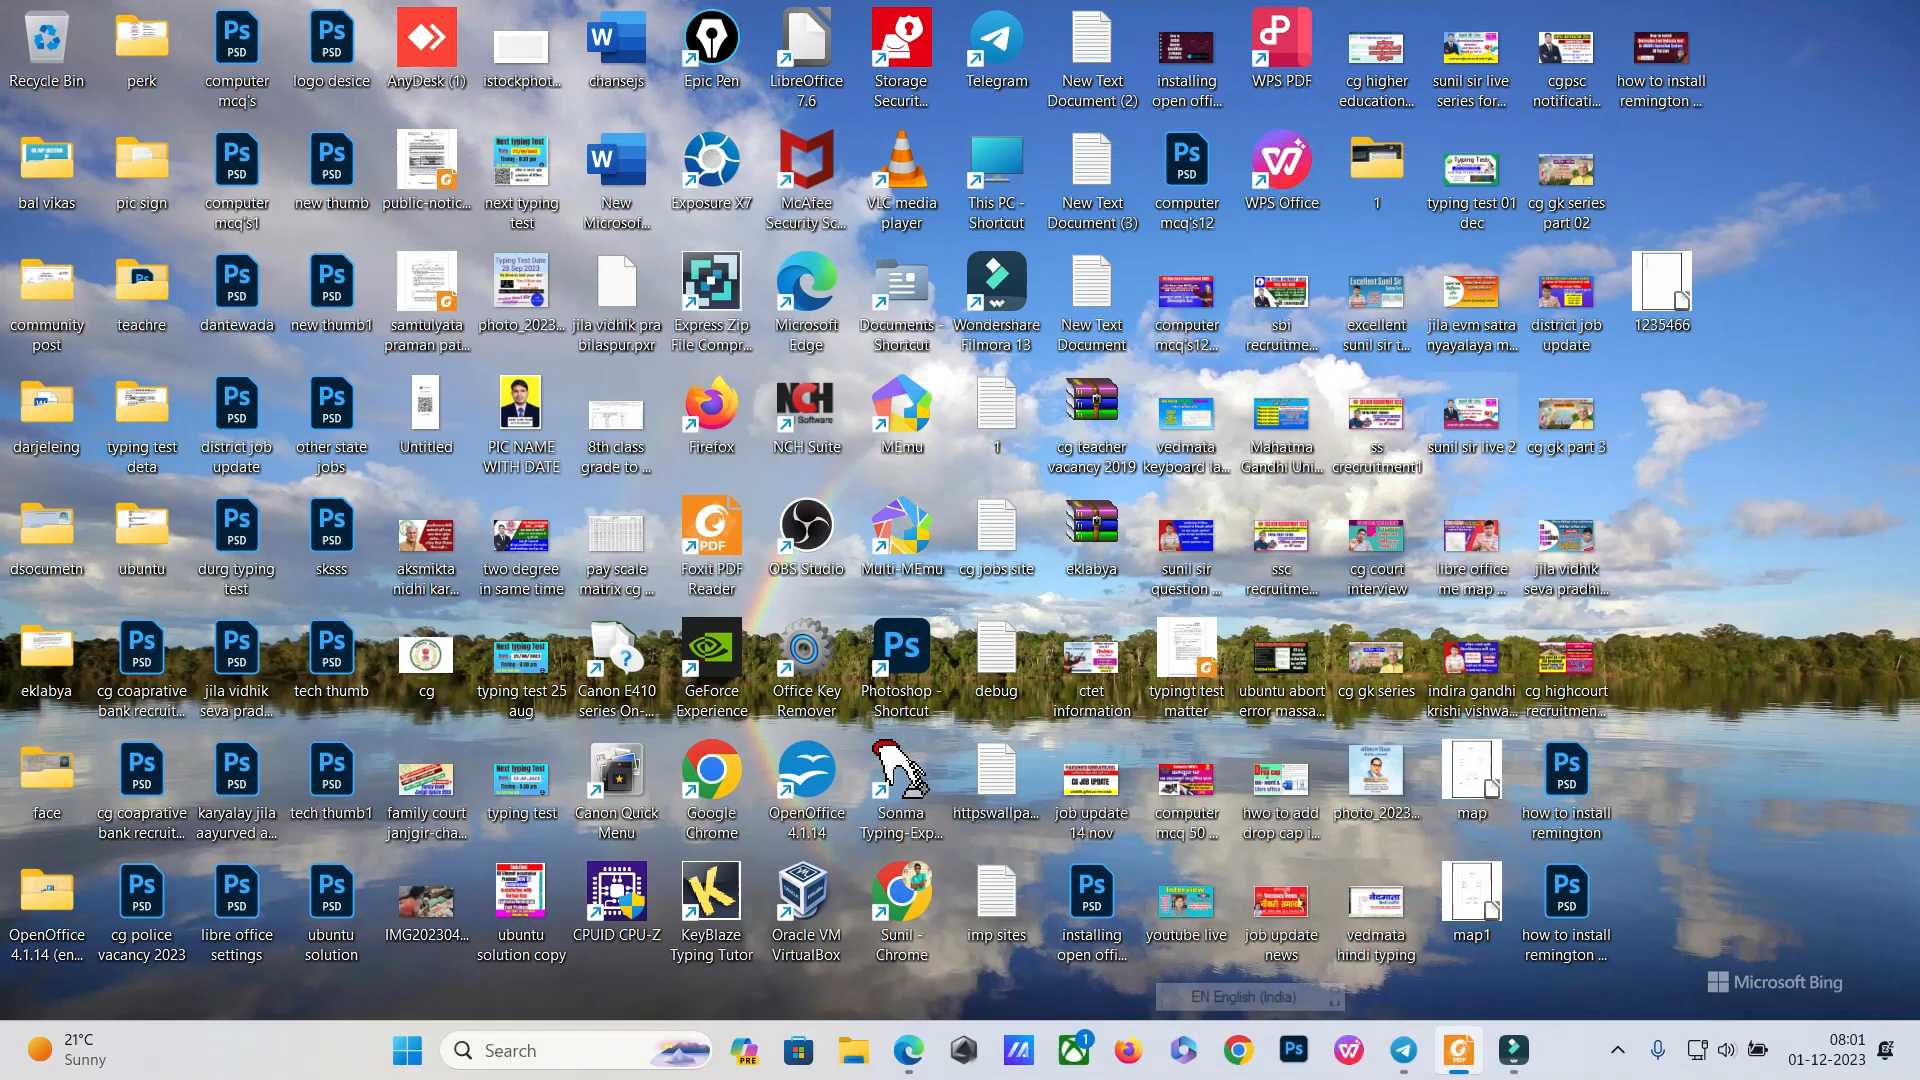 Recycle Bin
perk
computer
mcq's
logo desice
AnyDesk (1)
istockphot...
chansejs
Epic Pen
LibreOffice
7.6
Storage
Securit...
Telegram
New Text
Document (2)
installing
open offi...
WPS PDF
cg higher
education...
sunil sir live
series for...
cgpsc
notificati...
how to install
remington ...
bal vikas
pic sign
computer
mcq's1
new thumb
public-notic...
next typing
test
New
Microsof...
Exposure X7
McAfee
Security Sc...
VLC media
player
This PC -
Shortcut
New Text
Document (3)
computer
mcq's12
WPS Office
1
typing test 01
dec
cg gk series
part 02
community
post
teachre
dantewada
new thumb1
samtulyata
praman pat...
photo_2023...
jila vidhik pra
bilaspur.pxr
Express Zip
File Compr...
Microsoft
Edge
Documents -
Shortcut
Wondershare
Filmora 13
New Text
Document
computer
mcq's12...
sbi
recruitme...
excellent
sunil sir t...
jila evm satra
nyayalaya m...
district job
update
1235466
darjeleing
typing test
deta
district job
update
other state
jobs
Untitled
PIC NAME
WITH DATE
8th class
grade to ...
Firefox
NCH Suite
MEmu
1
cg teacher
vacancy 2019
vedmata
keyboard la...
Mahatma
Gandhi Uni...
ss
crecruitment1
sunil sir live 2
cg gk part 3
dsocumetn
ubuntu
durg typing
test
sksss
aksmikta
nidhi kar...
two degree
in same time
pay scale
matrix cg ...
Foxit PDF
Reader
OBS Studio
Multi-MEmu
cg jobs site
eklabya
sunil sir
question ...
ssc
recruitme...
cg court
interview
libre office
me map ...
jila vidhik
seva pradhi...
eklabya
cg coaprative
bank recruit...
jila vidhik
seva prad...
tech thumb
cg
typing test 25
aug
Canon E410
series On-...
GeForce
Experience
Office Key
Remover
Photoshop -
Shortcut
debug
ctet
information
typingt test
matter
ubuntu abort
error massa...
cg gk series
indira gandhi
krishi vishwa...
cg highcourt
recruitmen...
face
cg coaprative
bank recruit...
karyalay jila
aayurved a...
tech thumb1
family court
janjgir-cha...
typing test
Canon Quick
Menu
Google
Chrome
OpenOffice
4.1.14
Sonma
Typing-Exp...
httpswallpa...
job update
14 nov
computer
mcq 50 ...
hwo to add
drop cap i...
photo_2023...
map
how to install
remington
OpenOffice
4.1.14 (en...
cg police
vacancy 2023
libre office
settings
ubuntu
solution
IMG202304...
ubuntu
solution copy
CPUID CPU-Z
KeyBlaze
Typing Tutor
Oracle VM
VirtualBox
Sunil -
Chrome
imp sites
installing
open offi...
youtube live
job update
news
vedmata
hindi typing
map1
how to install
remington ...
Microsoft Bing
EN English (India)
21°C
Sunny
Search
PRE
1
08:01
01-12-2023